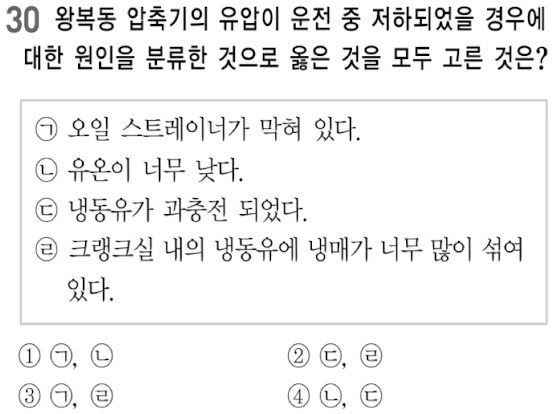 30 왕복동 압축기의 유압이 운전 중 저하되었을 경우에
대한 원인을 분류한 것으로 옳은 것을 모두 고른 것은?
㉠ 오일 스트레이너가 막혀 있다.
㉡ 유온이 너무 낮다.
㉢ 냉동유가 과충전 되었다.
㉣ 크랭크실 내의 냉동유에 냉매가 너무 많이 섞여
있다.
① ㉠, ㉡ ② ㉢, ㉣
③ ㉠, ㉣ ④ ㉡, ㉢